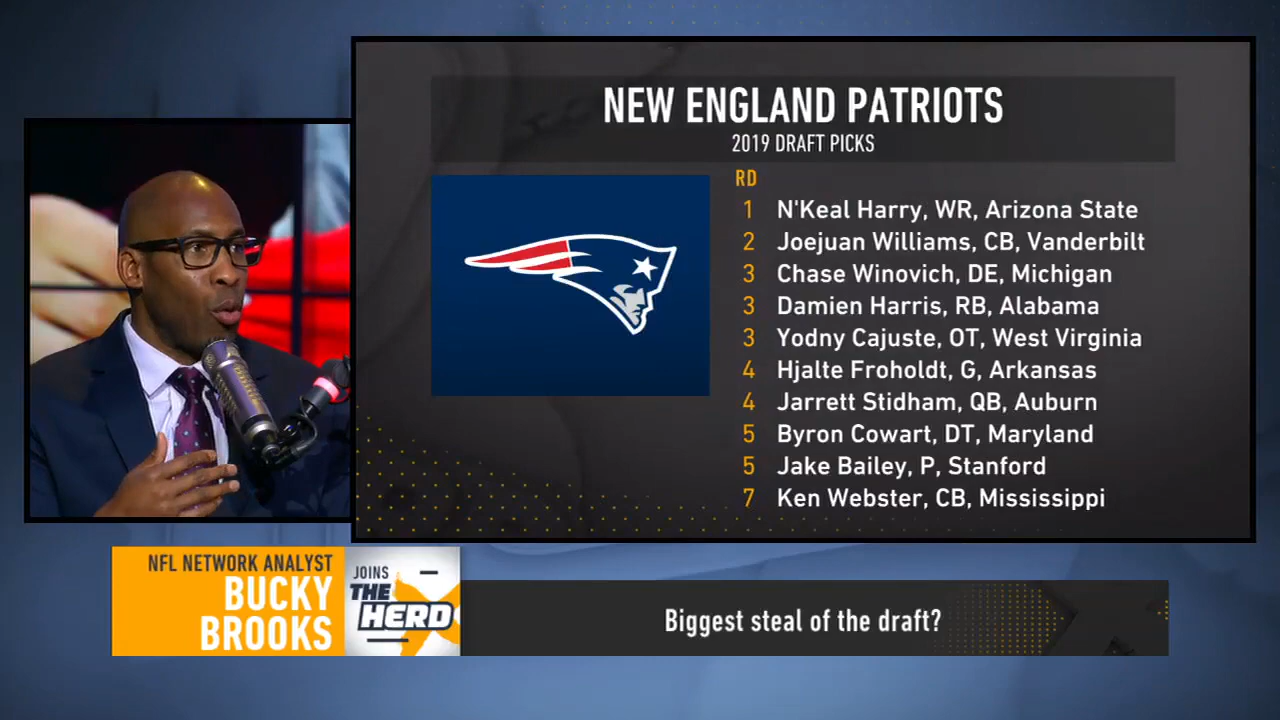 NEW ENGLAND PATRIOTS
2019 DRAFT PICKS
RD
1 N'Keal Harry, WR, Arizona State
2 Joejuan Williams, CB, Vanderbilt
3 Chase Winovich, DE, Michigan
3 Damien Harris, RB, Alabama
3 Yodny Cajuste, OT, West Virginia
4 Hjalte Froholdt, G, Arkansas
4 Jarrett Stidham, QB, Auburn
5 Byron Cowart, DT, Maryland
5 Jake Bailey, P, Stanford
7 Ken Webster, CB, Mississippi
NFL NETWORK ANALYST
BUCKY
BROOKS
JOINS
THE
HERD
Biggest steal of the draft?